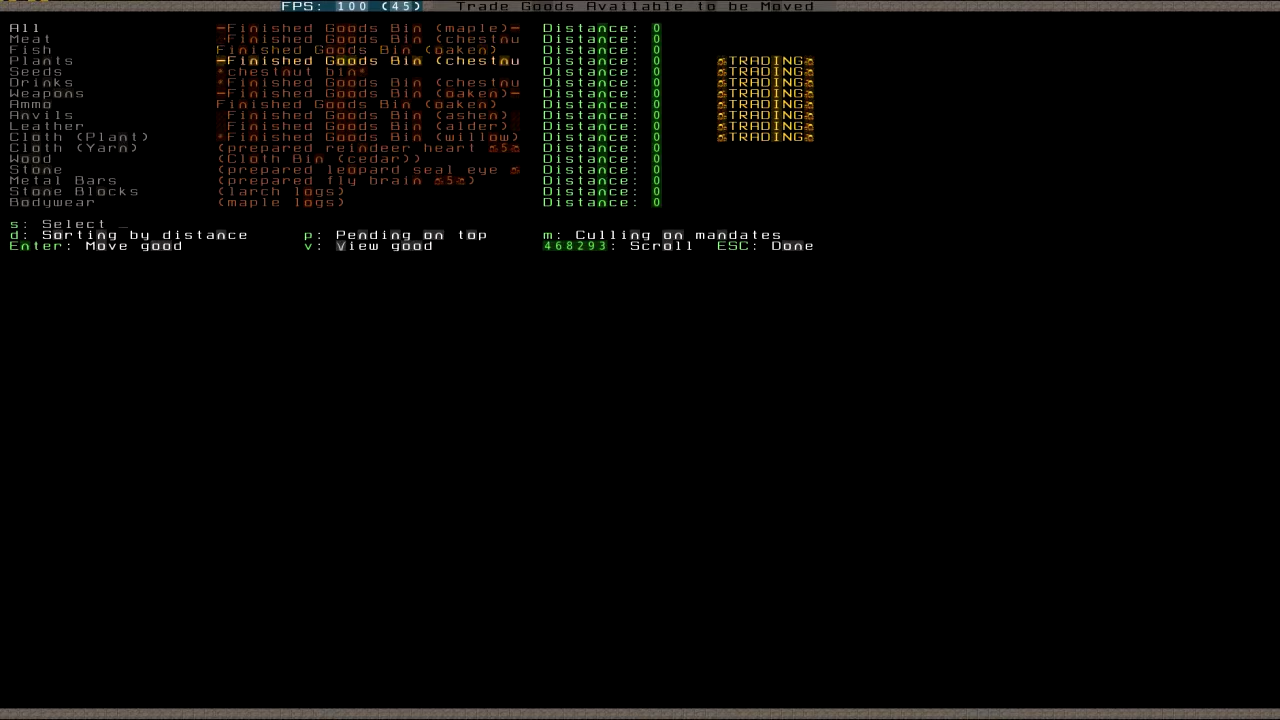 FPS: 100 (45) Trade Goods Available to be Moved
All -Finished Goods Bin (maple)- Distance: 0
Meat Finished Goods Bin (chestnu Distance: 0
Fish Finished Goods Bin (oaken) Distance: 0
Plants -Finished Goods Bin (chestnu Distance: 0 TRADING
Seeds *chestnut bin* Distance: 0 TRADING
Drinks *Finished Goods Bin (chestnu Distance: 0 TRADING
Weapons -Finished Goods Bin (oaken)- Distance: 0 TRADING
Ammo Finished Goods Bin (oaken) Distance: 0 TRADING
Anvils Finished Goods Bin (ashen) Distance: 0 TRADING
Leather Finished Goods Bin (alder) Distance: 0 TRADING
Cloth (Plant) *Finished Goods Bin (willow) Distance: 0 TRADING
Cloth (Yarn) (prepared reindeer heart 5 Distance: 0
Wood (Cloth Bin (cedar)) Distance: 0
Stone (prepared leopard seal eye Distance: 0
Metal Bars (prepared fly brain 5) Distance: 0
Stone Blocks (larch logs) Distance: 0
Bodywear (maple logs) Distance: 0
s: Select _
d: Sorting by distance p: Pending on top m: Culling on mandates
Enter: Move good v: View good 468293: Scroll ESC: Done